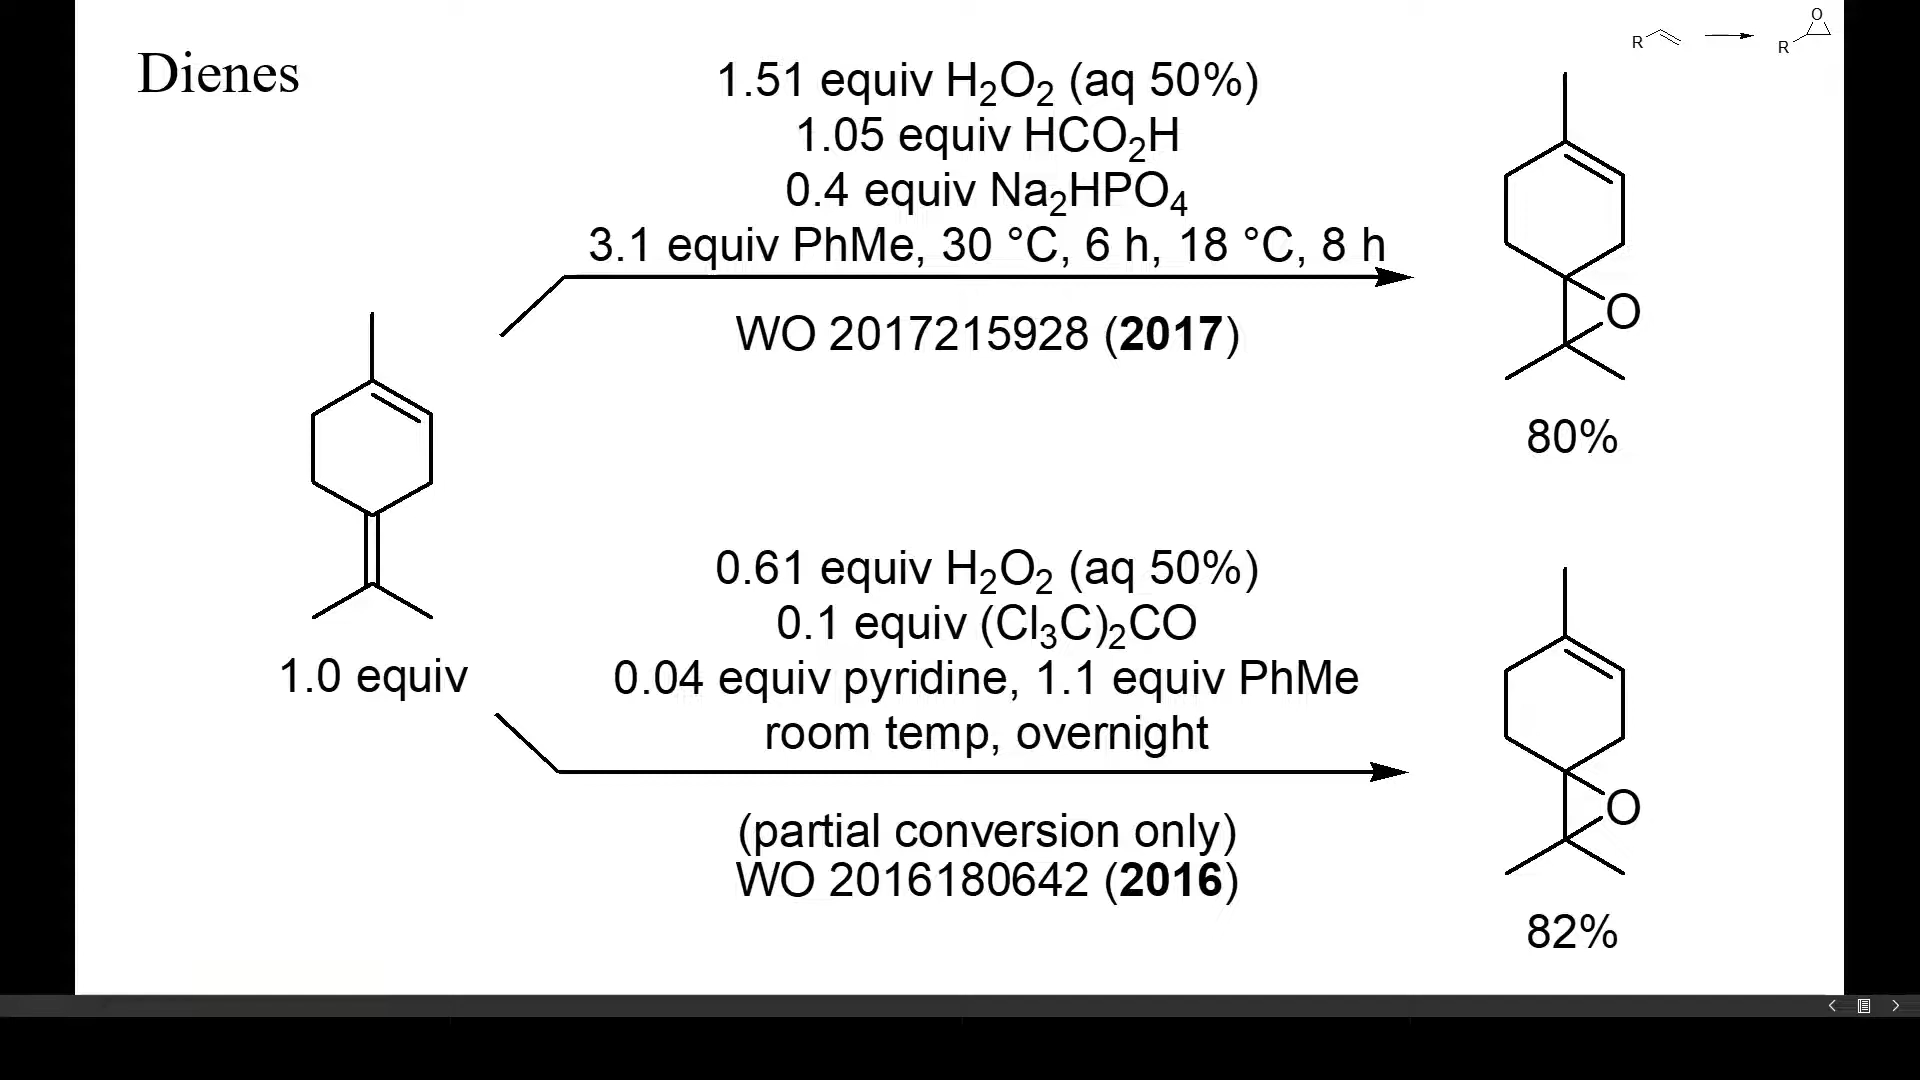 Dienes
R
R
O
1.51 equiv H₂O₂ (aq 50%)
1.05 equiv HCO₂H
0.4 equiv Na₂HPO₄
3.1 equiv PhMe, 30 °C, 6 h, 18 °C, 8 h
WO 2017215928 (2017)
O
80%
1.0 equiv
0.61 equiv H₂O₂ (aq 50%)
0.1 equiv (Cl₃C)₂CO
0.04 equiv pyridine, 1.1 equiv PhMe
room temp, overnight
(partial conversion only)
WO 2016180642 (2016)
O
82%